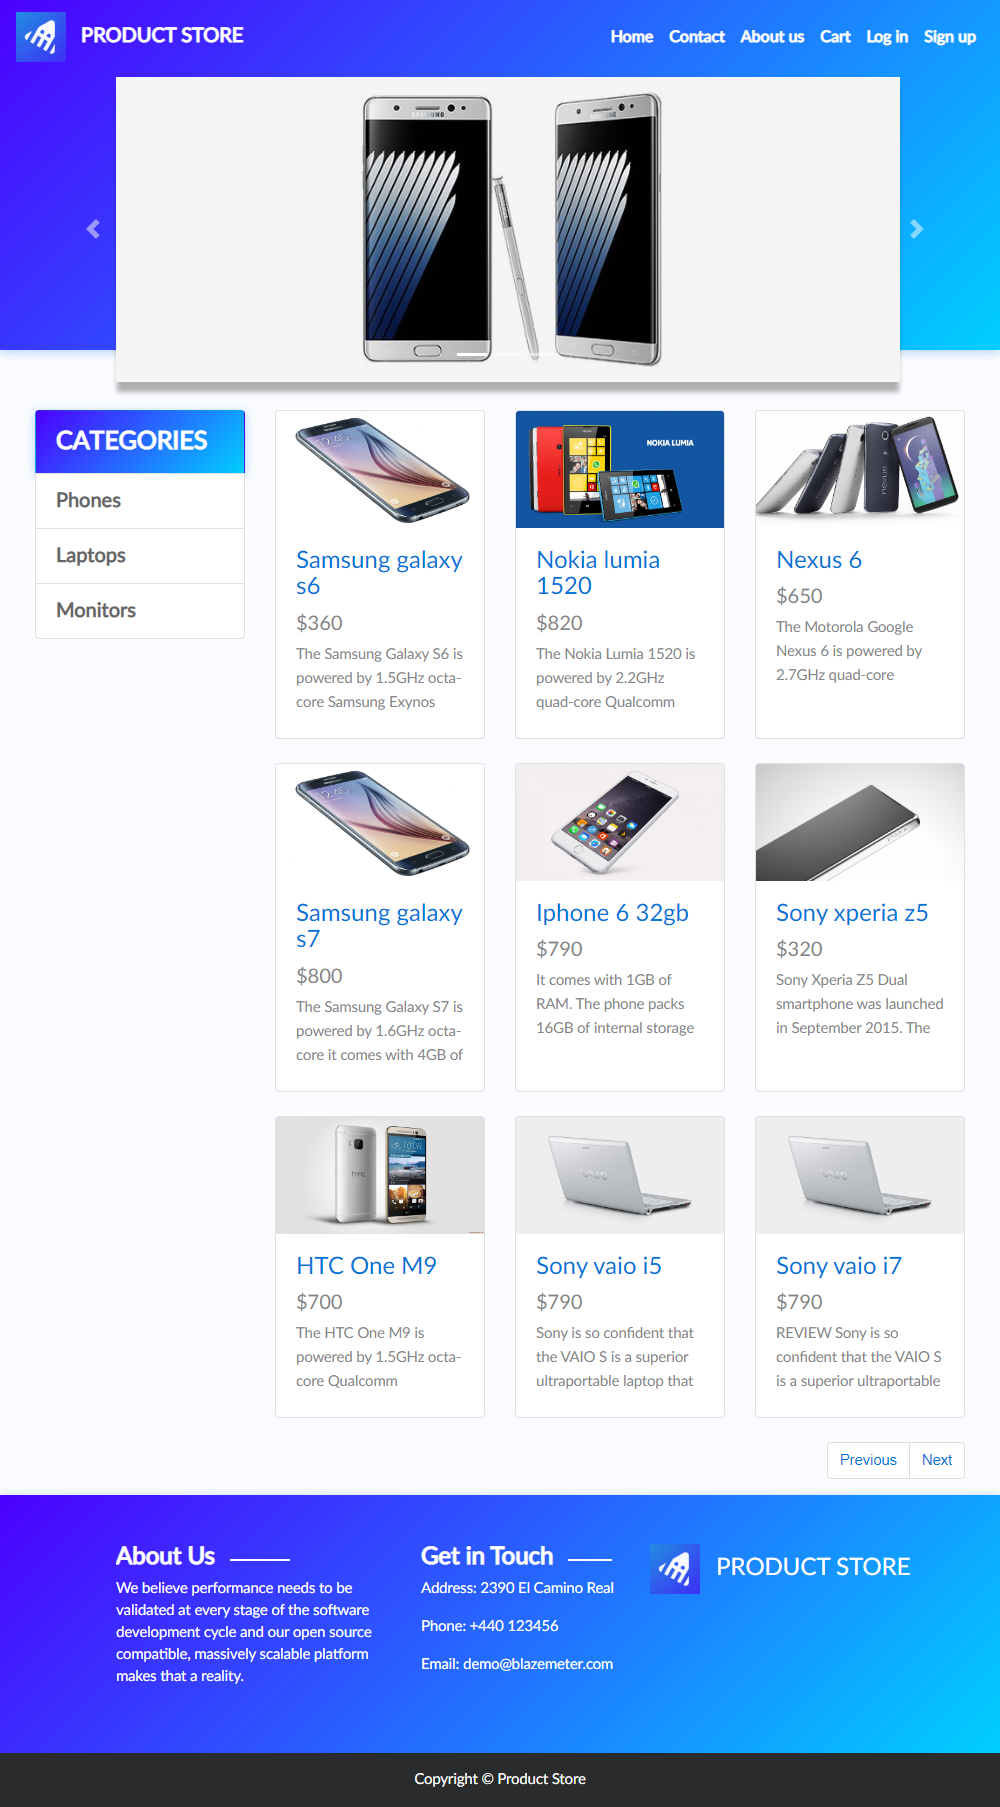 PRODUCT STORE
Home Contact About us Cart Log in Sign up
SAMSUNG
SAMSUNG
CATEGORIES
Phones
Laptops
Monitors
Samsung galaxy
s6
$360
The Samsung Galaxy S6 is
powered by 1.5GHz octa-
core Samsung Exynos
NOKIA LUMIA
Nokia lumia
1520
$820
The Nokia Lumia 1520 is
powered by 2.2GHz
quad-core Qualcomm
nexus
Nexus 6
$650
The Motorola Google
Nexus 6 is powered by
2.7GHz quad-core
Samsung galaxy
s7
$800
The Samsung Galaxy S7 is
powered by 1.6GHz octa-
core it comes with 4GB of
Iphone 6 32gb
$790
It comes with 1GB of
RAM. The phone packs
16GB of internal storage
Sony xperia z5
$320
Sony Xperia Z5 Dual
smartphone was launched
in September 2015. The
hTC
HTC One M9
$700
The HTC One M9 is
powered by 1.5GHz octa-
core Qualcomm
VAIO
Sony vaio i5
$790
Sony is so confident that
the VAIO S is a superior
ultraportable laptop that
VAIO
Sony vaio i7
$790
REVIEW Sony is so
confident that the VAIO S
is a superior ultraportable
Previous Next
About Us
We believe performance needs to be
validated at every stage of the software
development cycle and our open source
compatible, massively scalable platform
makes that a reality.
Get in Touch
Address: 2390 El Camino Real
Phone: +440 123456
Email: demo@blazemeter.com
PRODUCT STORE
Copyright © Product Store